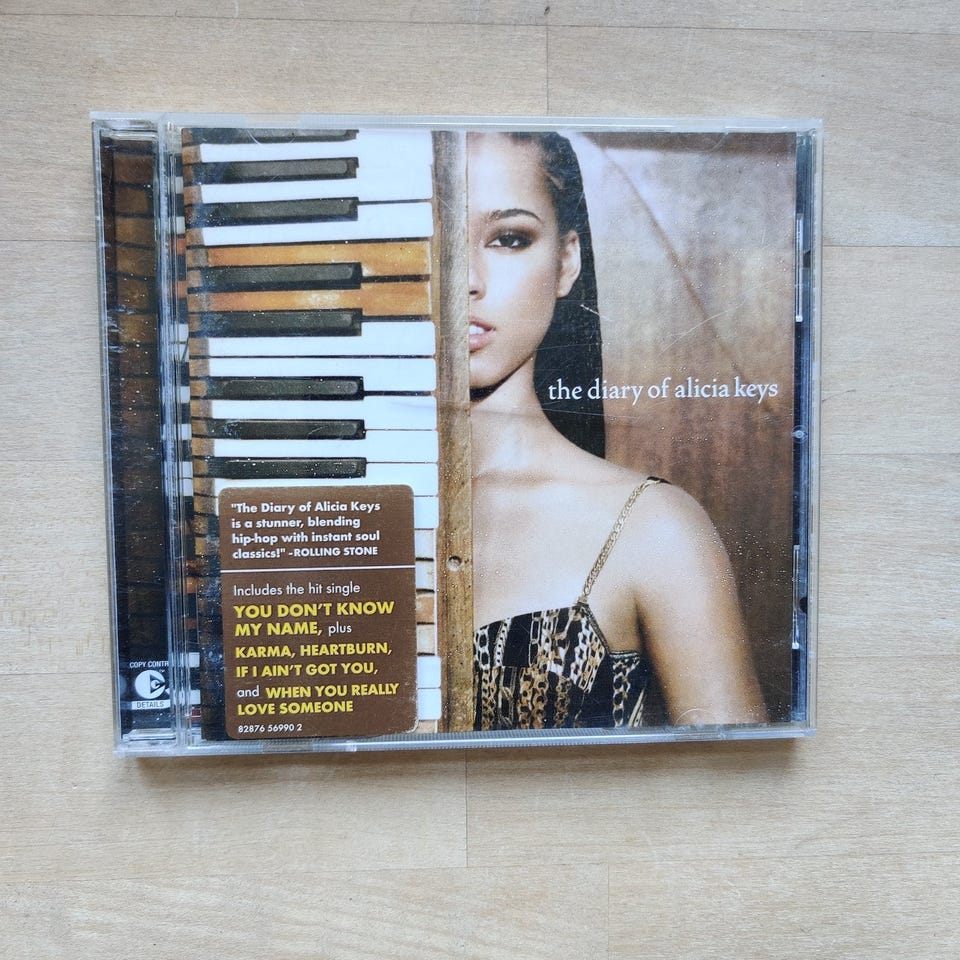 the diary of alicia keys
"The Diary of Alicia Keys
is a stunner, blending
hip-hop with instant soul
classics!" -ROLLING STONE
Includes the hit single
YOU DON'T KNOW
MY NAME, plus
KARMA, HEARTBURN,
IF I AIN'T GOT YOU,
and WHEN YOU REALLY
LOVE SOMEONE
82876 56990 2
COPY CONTR
DETAILS